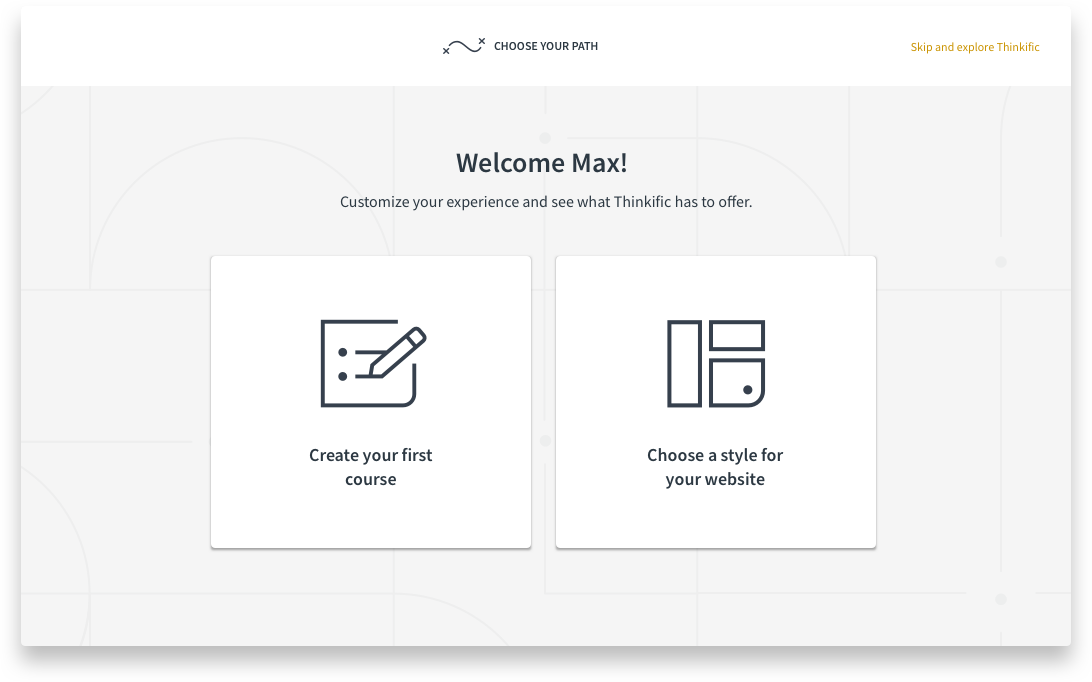 CHOOSE YOUR PATH
Skip and explore Thinkific
Welcome Max!
Customize your experience and see what Thinkific has to offer.
Create your first
course
Choose a style for
your website